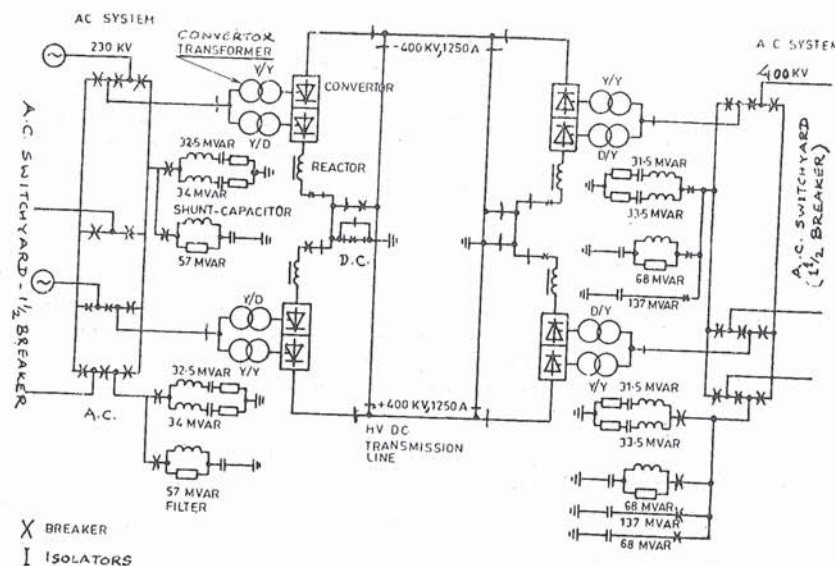 AC SYSTEM
230 KV
CONVERTOR
TRANSFORMER
Y/Y
CONVERTOR
Y/D
32·5 MVAR
34 MVAR
SHUNT-CAPACITOR
57 MVAR
REACTOR
D.C.
-400 KV,1250 A
A.C. SWITCHYARD - 1½ BREAKER
Y/D
Y/Y
32·5 MVAR
34 MVAR
A.C.
57 MVAR
FILTER
+400 KV,1250 A
HV DC
TRANSMISSION
LINE
A C SYSTEM
400 KV
Y/Y
D/Y
31·5 MVAR
33·5 MVAR
68 MVAR
137 MVAR
A.C. SWITCHYARD
(1½ BREAKER)
D/Y
Y/Y
31·5 MVAR
33·5 MVAR
68 MVAR
137 MVAR
68 MVAR
X BREAKER
I ISOLATORS